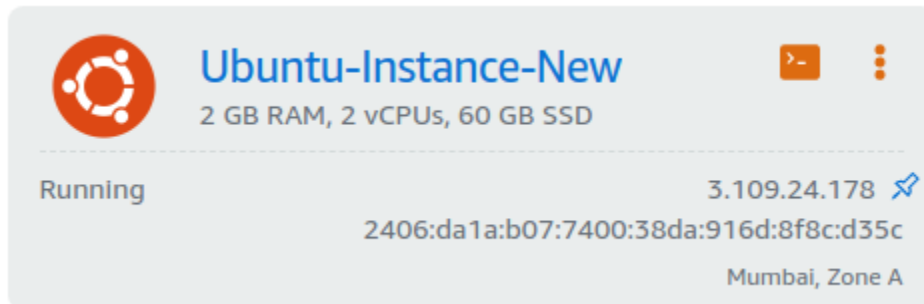 Ubuntu-Instance-New
2 GB RAM, 2 vCPUs, 60 GB SSD
Running
3.109.24.178
2406:da1a:b07:7400:38da:916d:8f8c:d35c
Mumbai, Zone A